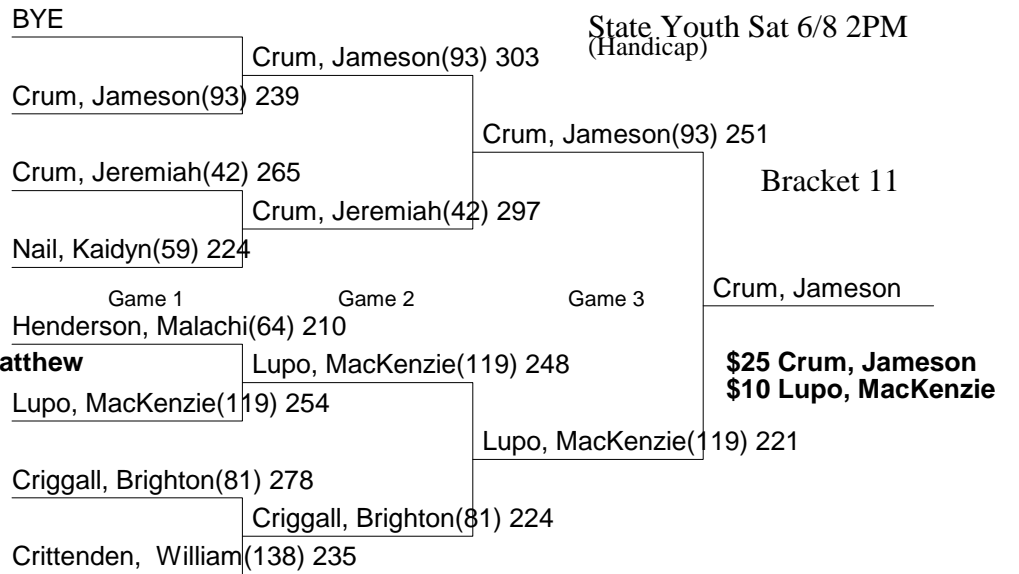 BYE
State Youth Sat 6/8 2PM
(Handicap)
Crum, Jameson(93) 303
Crum, Jameson(93) 239
Crum, Jameson(93) 251
Crum, Jeremiah(42) 265
Bracket 11
Crum, Jeremiah(42) 297
Nail, Kaidyn(59) 224
Game 1 Game 2 Game 3
Crum, Jameson
Henderson, Malachi(64) 210
atthew
Lupo, MacKenzie(119) 248
$25 Crum, Jameson
$10 Lupo, MacKenzie
Lupo, MacKenzie(119) 254
Lupo, MacKenzie(119) 221
Criggall, Brighton(81) 278
Criggall, Brighton(81) 224
Crittenden, William(138) 235